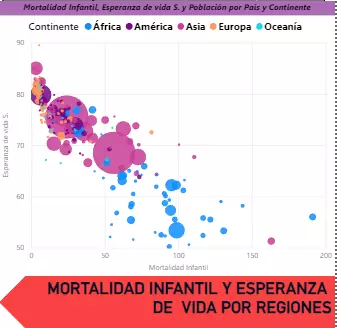 Mortalidad Infantil, Esperanza de vida S. y Población por País y Continente
Continente África América Asia Europa Oceanía
90
80
70
60
50
Esperanza de vida S.
0 50 100 150 200
Mortalidad Infantil
MORTALIDAD INFANTIL Y ESPERANZA
DE VIDA POR REGIONES